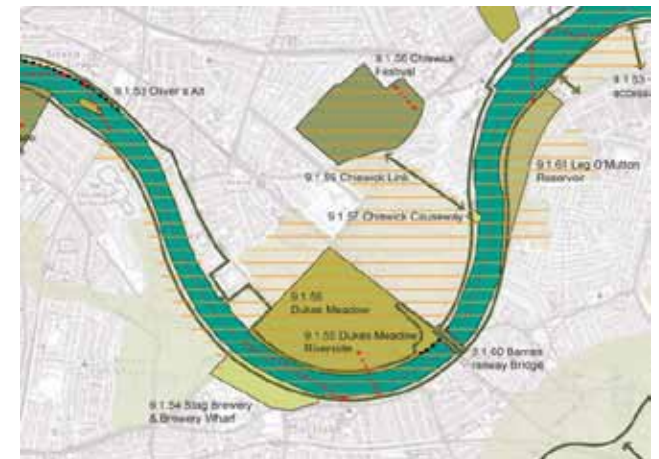 9.1.56 Chiswick
Festival
9.1.53 Oliver's Ait
9.1.53
access
9.1.61 Leg O'Mutton
Reservoir
9.1.59 Chiswick Link
9.1.57 Chiswick Causeway
9.1.55
Dukes Meadow
9.1.55 Dukes Meadow
Riverside
9.1.60 Barnes
railway Bridge
9.1.54 Stag Brewery
& Brewery Wharf